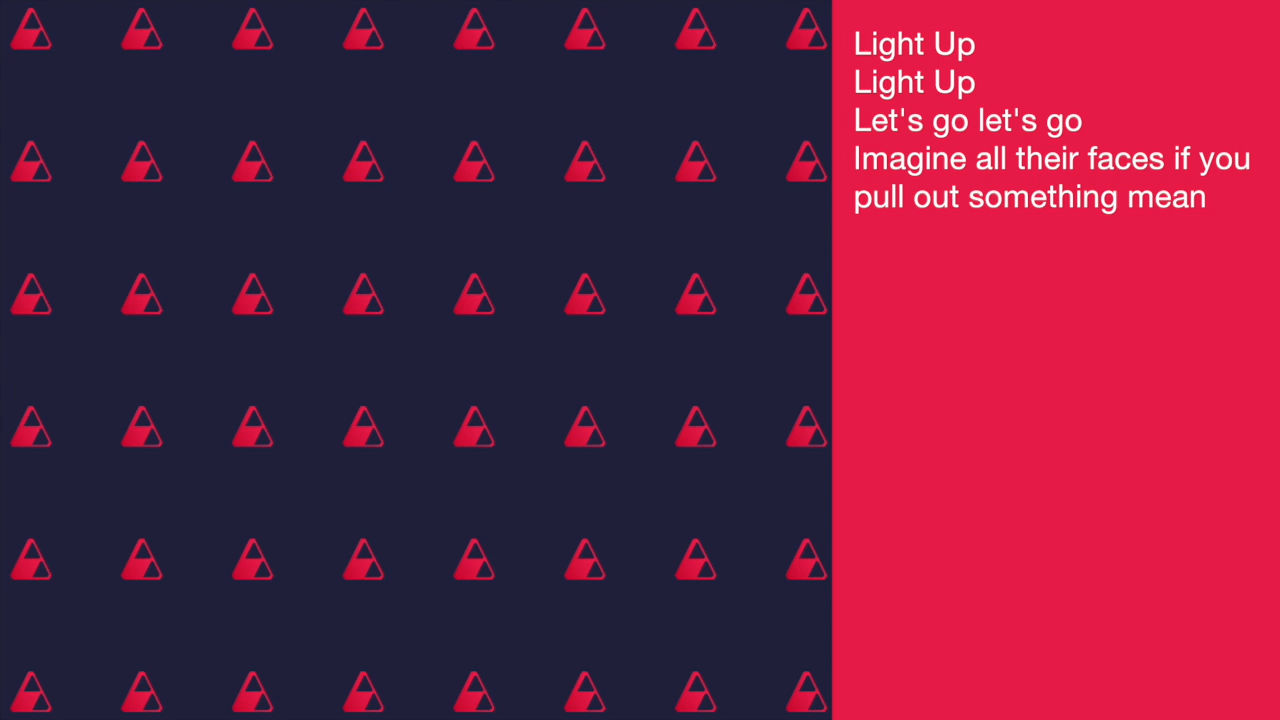 Light Up
Light Up
Let's go let's go
Imagine all their faces if you
pull out something mean